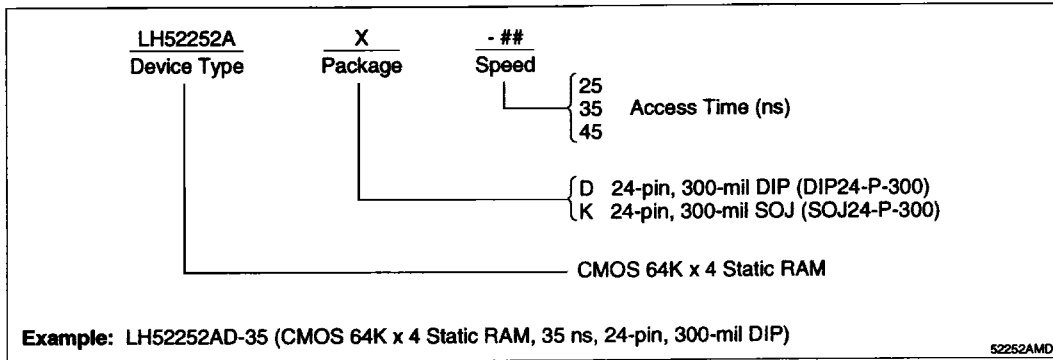 LH52252A X - ##
Device Type Package Speed
25
35 Access Time (ns)
45
D 24-pin, 300-mil DIP (DIP24-P-300)
K 24-pin, 300-mil SOJ (SOJ24-P-300)
CMOS 64K x 4 Static RAM
Example: LH52252AD-35 (CMOS 64K x 4 Static RAM, 35 ns, 24-pin, 300-mil DIP)
52252AMD